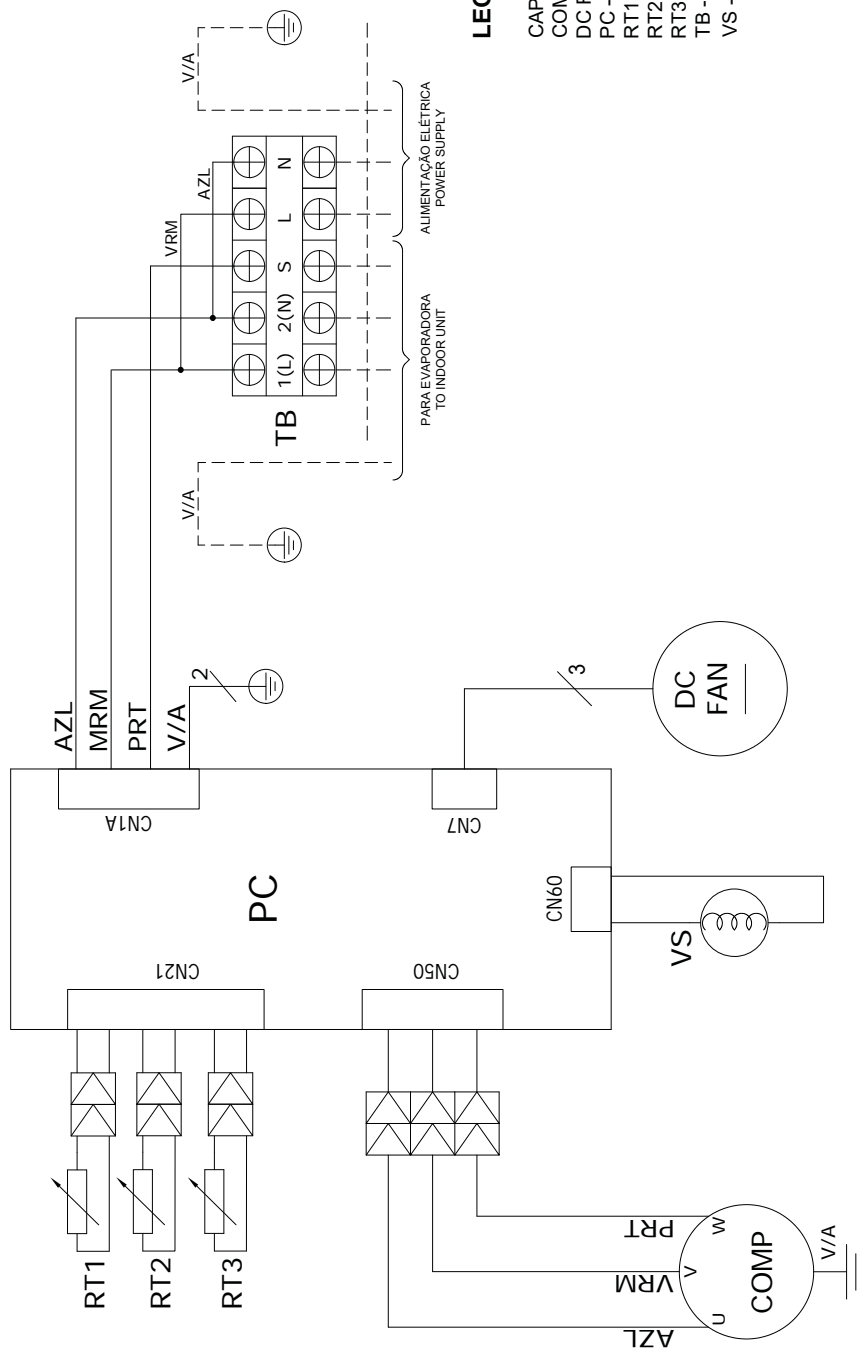 RT1
RT2
RT3
CN21
PC
CN1A
AZL
MRM
PRT
V/A
2
CN50
CN60
CN7
VS
3
DC
FAN
AZL
VRM
PRT
U
V
W
COMP
V/A
V/A
TB
1(L)
2(N)
S
L
N
VRM
AZL
V/A
PARA EVAPORADORA
TO INDOOR UNIT
ALIMENTAÇÃO ELÉTRICA
POWER SUPPLY
LEG
CAP
COM
DC F
PC -
RT1
RT2
RT3
TB -
VS -